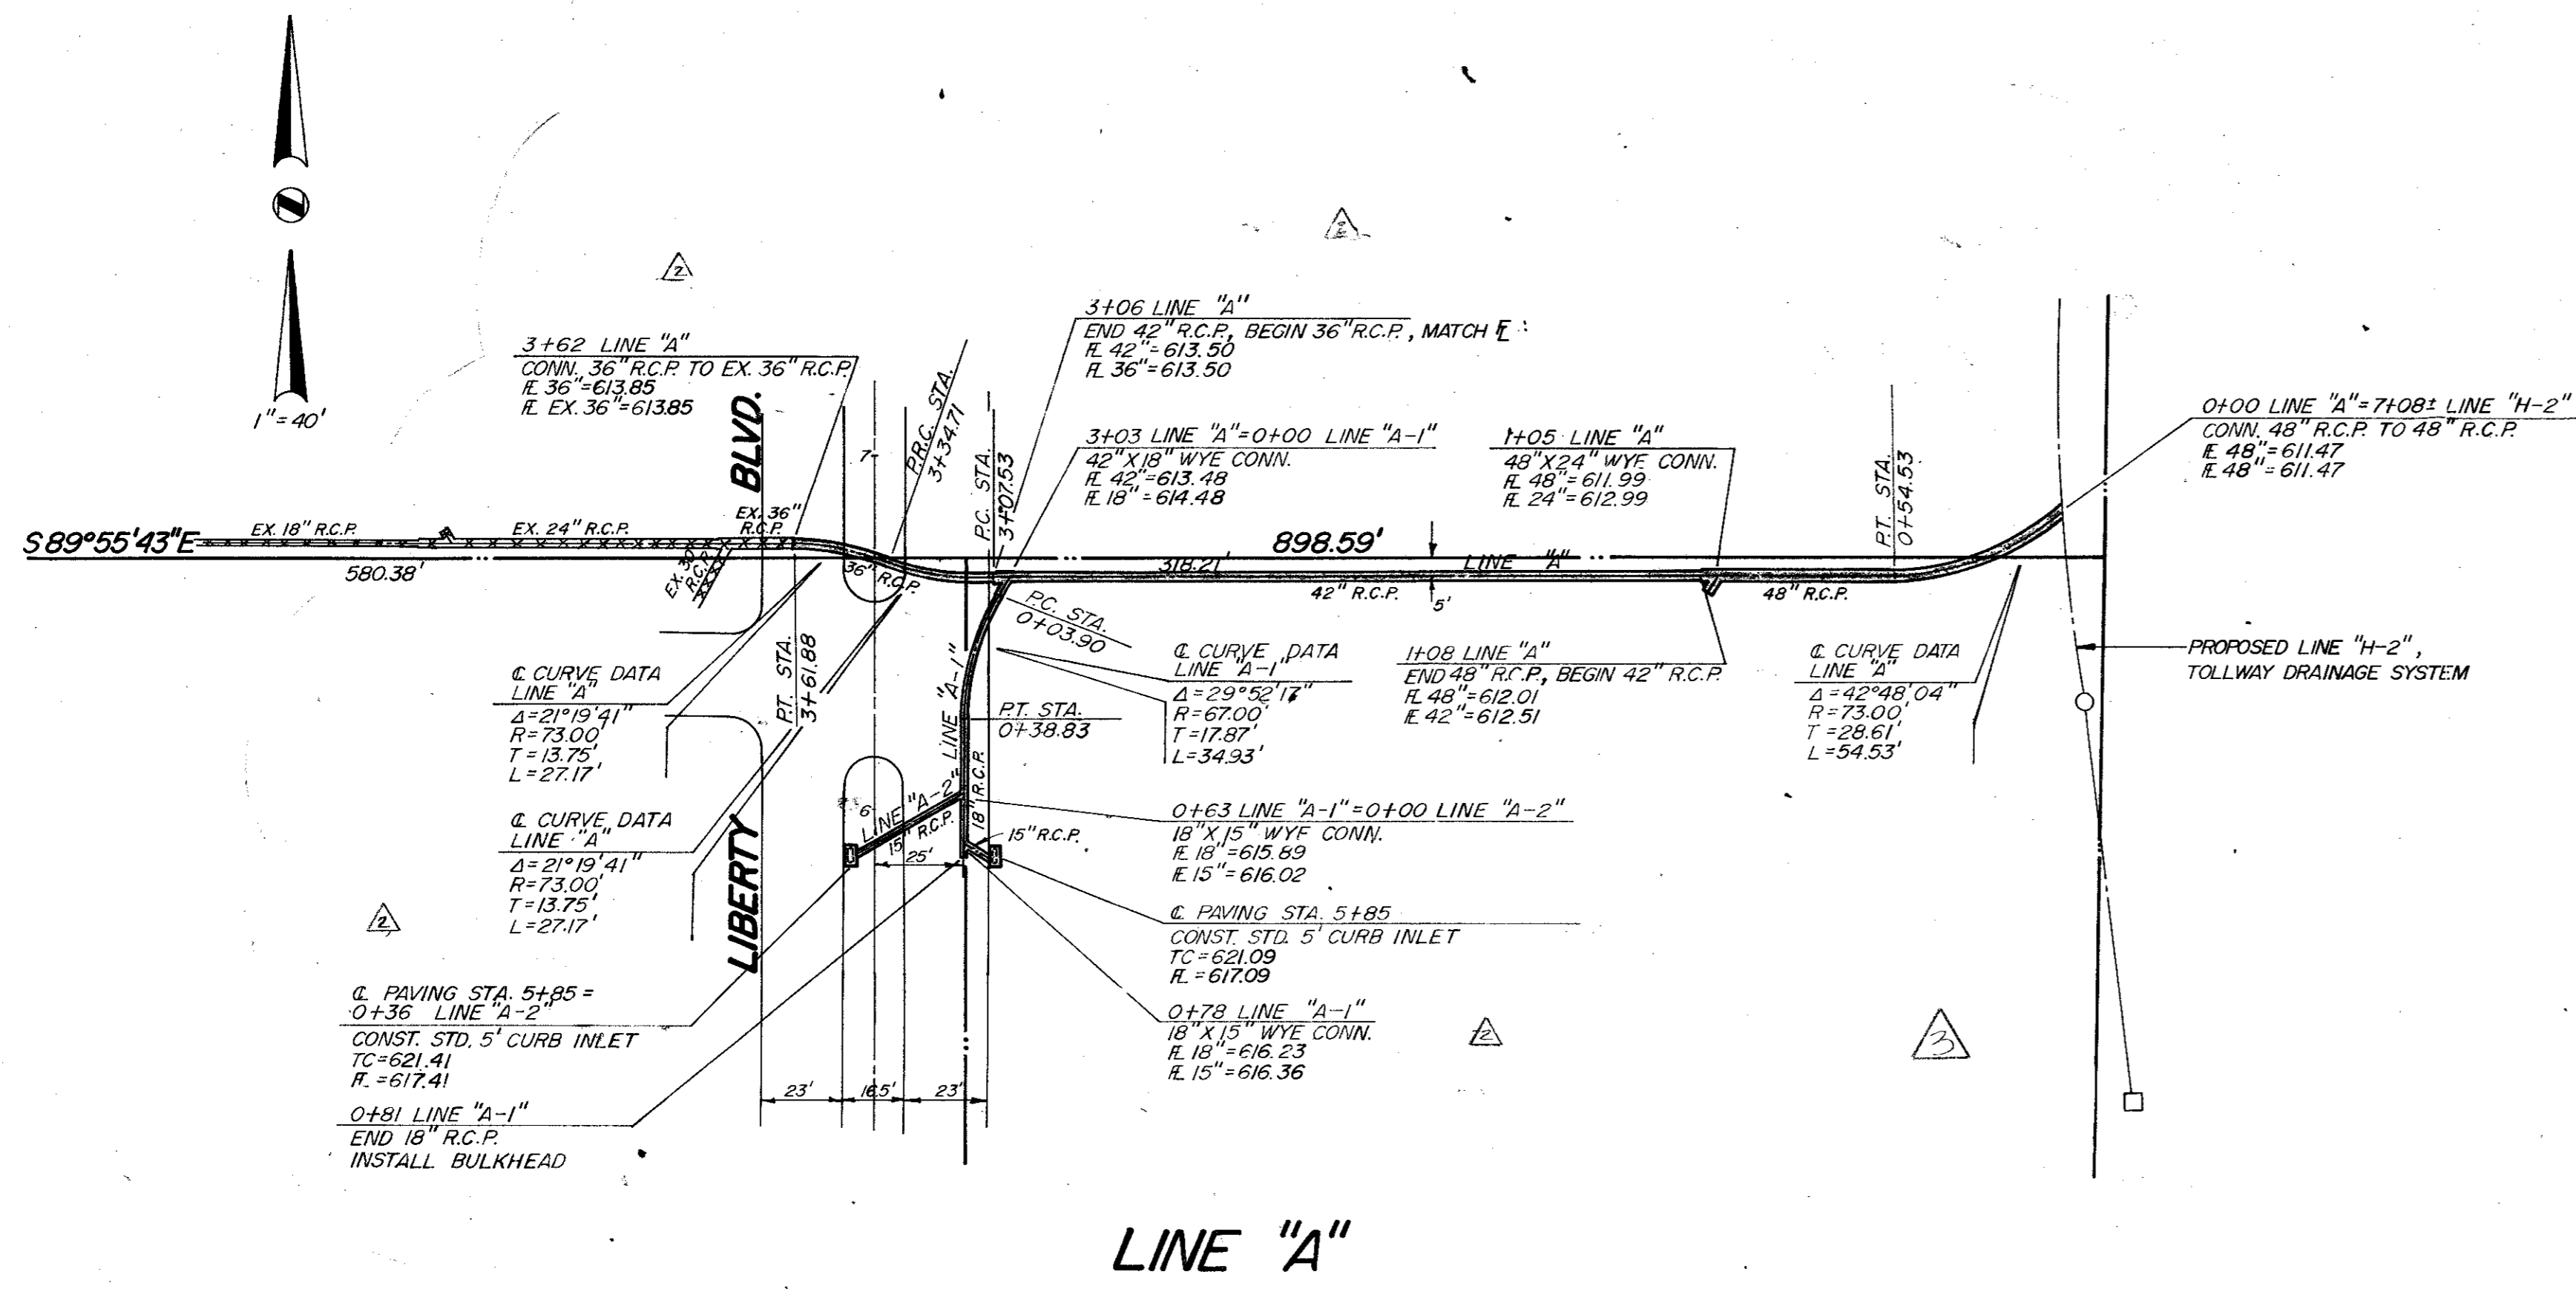 1"=40'
3+62 LINE "A"
CONN. 36" R.C.P. TO EX. 36" R.C.P.
FL 36"=613.85
FL EX. 36"=613.85
BLVD.
7
P.R.C. STA.
3+34.71
P.C. STA.
3+07.53
3+06 LINE "A"
END 42" R.C.P., BEGIN 36" R.C.P., MATCH FL
FL 42"=613.50
FL 36"=613.50
3+03 LINE "A"=0+00 LINE "A-1"
42"X18" WYE CONN.
FL 42"=613.48
FL 18"=614.48
1+05 LINE "A"
48"X24" WYE CONN.
FL 48"=611.99
FL 24"=612.99
P.T. STA.
0+54.53
0+00 LINE "A"=7+08± LINE "H-2"
CONN. 48" R.C.P. TO 48" R.C.P.
FL 48"=611.47
FL 48"=611.47
S89°55'43"E
EX. 18" R.C.P.
EX. 24" R.C.P.
EX. 36"
R.C.P.
580.38'
EX. 30"
R.C.P.
36" R.C.P.
898.59'
318.21'
LINE "A"
42" R.C.P.
5'
48" R.C.P.
P.C. STA.
0+03.90
P.T. STA.
3+61.88
℄ CURVE DATA
LINE "A"
Δ=21°19'41"
R=73.00'
T=13.75'
L=27.17'
LINE "A-1"
P.T. STA.
0+38.83
℄ CURVE DATA
LINE "A-1"
Δ=29°52'17"
R=67.00'
T=17.87'
L=34.93'
1+08 LINE "A"
END 48" R.C.P., BEGIN 42" R.C.P.
FL 48"=612.01
FL 42"=612.51
℄ CURVE DATA
LINE "A"
Δ=42°48'04"
R=73.00'
T=28.61'
L=54.53'
PROPOSED LINE "H-2",
TOLLWAY DRAINAGE SYSTEM
℄ CURVE DATA
LINE "A"
Δ=21°19'41"
R=73.00'
T=13.75'
L=27.17'
LIBERTY
6
LINE "A-2"
15" R.C.P.
18" R.C.P.
15" R.C.P.
25'
0+63 LINE "A-1"=0+00 LINE "A-2"
18"X15" WYE CONN.
FL 18"=615.89
FL 15"=616.02
℄ PAVING STA. 5+85
CONST. STD. 5' CURB INLET
TC=621.09
FL=617.09
℄ PAVING STA. 5+85=
0+36 LINE "A-2"
CONST. STD. 5' CURB INLET
TC=621.41
FL=617.41
0+78 LINE "A-1"
18"X15" WYE CONN.
FL 18"=616.23
FL 15"=616.36
0+81 LINE "A-1"
END 18" R.C.P.
INSTALL BULKHEAD
23'
16.5'
23'
2
2
2
2
3
LINE "A"